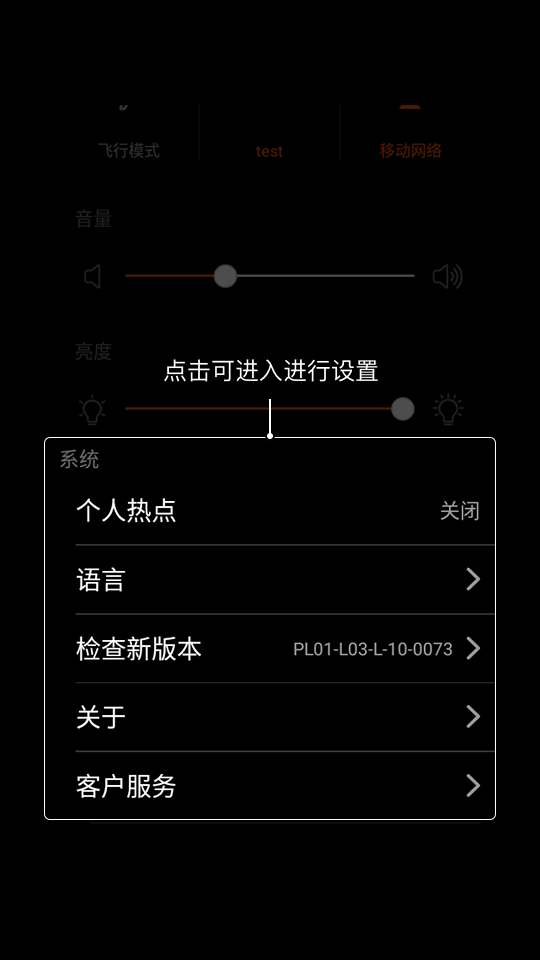 飞行模式
test
移动网络
音量
亮度
点击可进入进行设置
系统
个人热点 关闭
语言
检查新版本 PL01-L03-L-10-0073
关于
客户服务